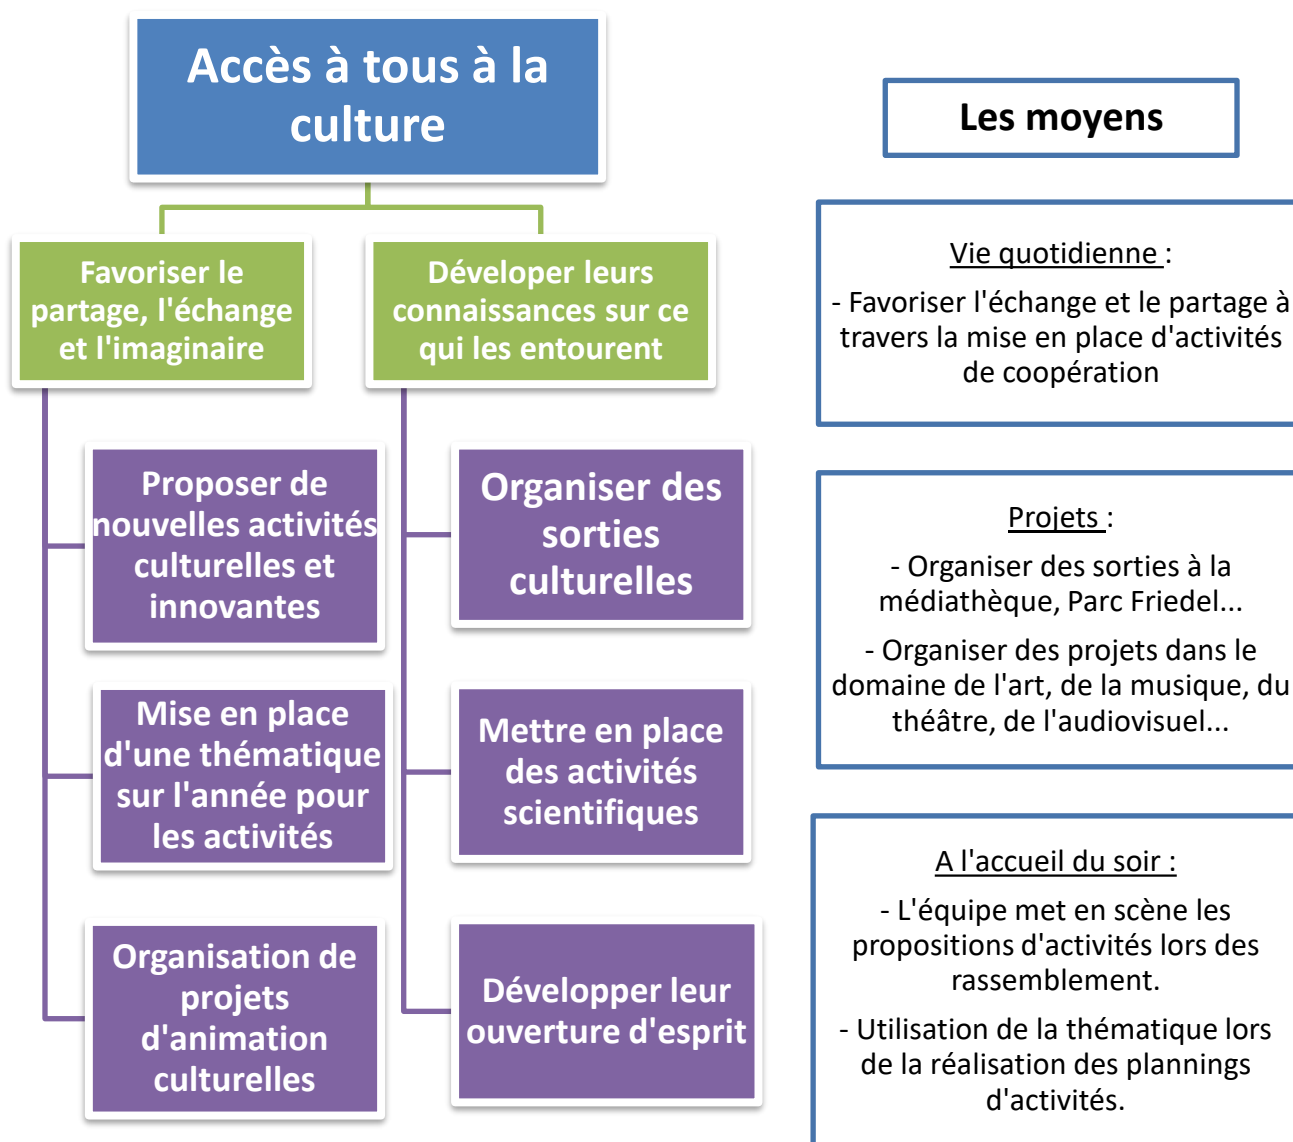 Accès à tous à la
culture
Favoriser le
partage, l'échange
et l'imaginaire
Déveloper leurs
connaissances sur ce
qui les entourent
Proposer de
nouvelles activités
culturelles et
innovantes
Organiser des
sorties
culturelles
Mise en place
d'une thématique
sur l'année pour
les activités
Mettre en place
des activités
scientifiques
Organisation de
projets
d'animation
culturelles
Développer leur
ouverture d'esprit
Les moyens
Vie quotidienne :
- Favoriser l'échange et le partage à
travers la mise en place d'activités
de coopération
Projets :
- Organiser des sorties à la
médiathèque, Parc Friedel...
- Organiser des projets dans le
domaine de l'art, de la musique, du
théâtre, de l'audiovisuel...
A l'accueil du soir :
- L'équipe met en scène les
propositions d'activités lors des
rassemblement.
- Utilisation de la thématique lors
de la réalisation des plannings
d'activités.